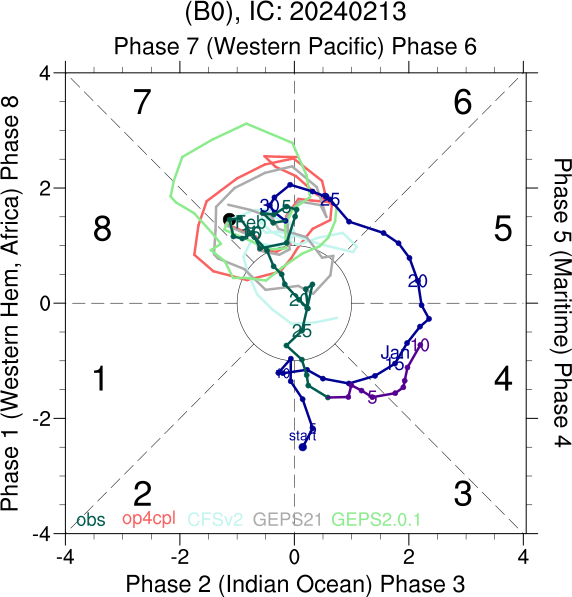 (B0), IC: 20240213
Phase 7 (Western Pacific) Phase 6
4
7
6
2
30
5
25
Phase 1 (Western Hem, Africa) Phase 8
8
5
Phase 5 (Maritime) Phase 4
20
0
20
25
Jan
10
15
1
4
5
10
-2
start
2
3
obs
op4cpl
CFSv2
GEPS21
GEPS2.0.1
-4
-4
-2
0
2
4
Phase 2 (Indian Ocean) Phase 3